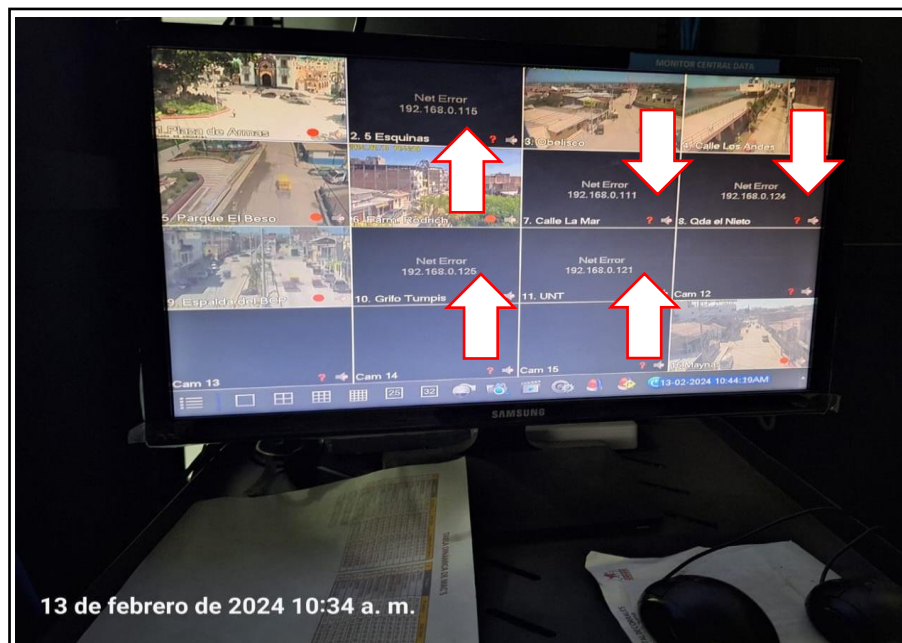 MONITOR CENTRAL DATA
1.Plaza de Armas
Net Error
192.168.0.115
2. 5 Esquinas
3. Obelisco
4. Calle Los Andes
5. Parque El Beso
Net Error
192.168.0.111
7. Calle La Mar
Net Error
192.168.0.124
8. Qda el Nieto
9. Espalda del BCP
Net Error
192.168.0.125
10. Grifo Tumpis
Net Error
192.168.0.121
11. UNT
Cam 12
Cam 13
Cam 14
Cam 15
Maynas
25
32
13-02-2024 10:44:19AM
SAMSUNG
13 de febrero de 2024 10:34 a. m.